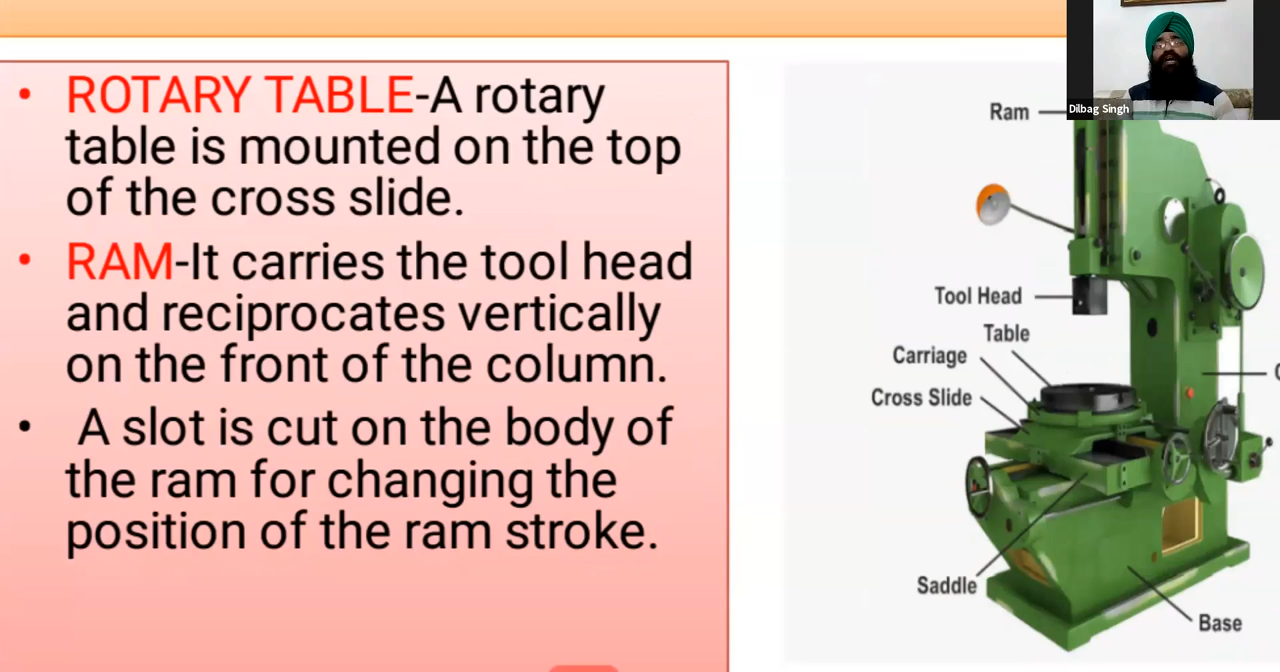 • ROTARY TABLE-A rotary
table is mounted on the top
of the cross slide.
• RAM-It carries the tool head
and reciprocates vertically
on the front of the column.
• A slot is cut on the body of
the ram for changing the
position of the ram stroke.
Dilbag Singh
Ram
Tool Head
Table
Carriage
Cross Slide
Saddle
Base